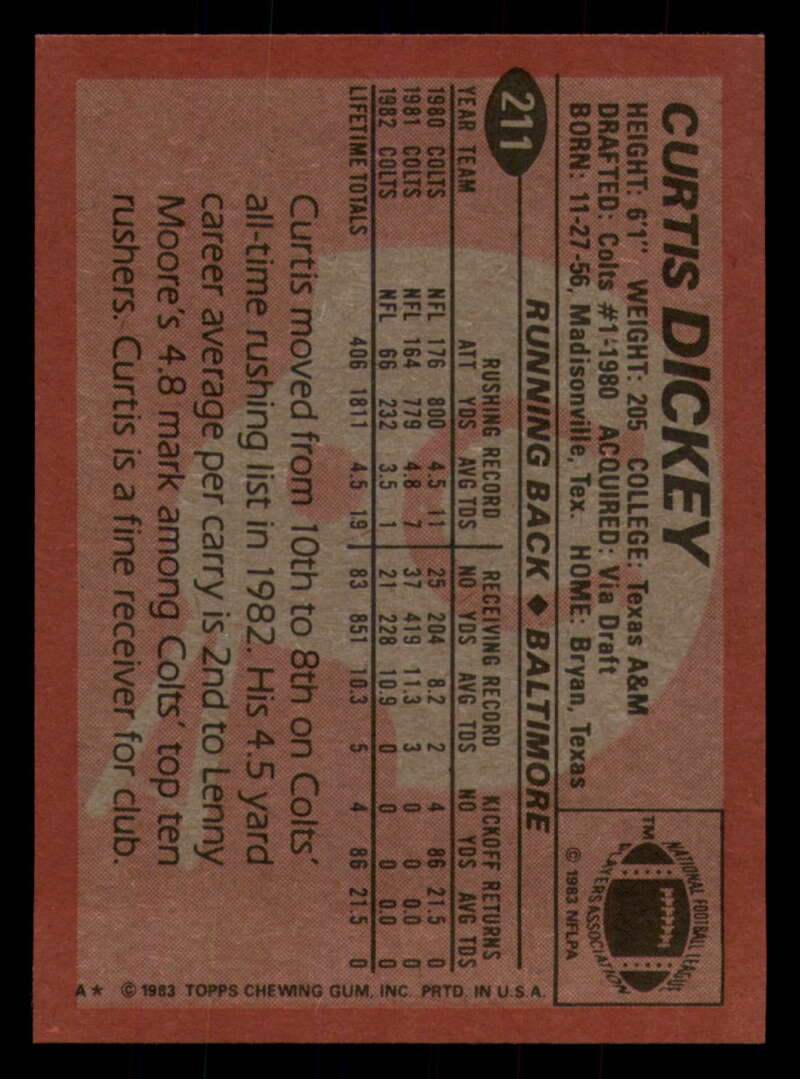 CURTIS DICKEY
HEIGHT: 6'1" WEIGHT: 205 COLLEGE: Texas A&M
DRAFTED: Colts #1-1980 ACQUIRED: Via Draft
BORN: 11-27-56, Madisonville, Tex. HOME: Bryan, Texas
NATIONAL FOOTBALL LEAGUE
PLAYERS ASSOCIATION
TM
© 1983 NFLPA
211
RUNNING BACK ♦ BALTIMORE
RUSHING RECORD RECEIVING RECORD KICKOFF RETURNS
YEAR TEAM ATT YDS AVG TDS NO YDS AVG TDS NO YDS AVG TDS
1980 COLTS NFL 176 800 4.5 11 25 204 8.2 2 4 86 21.5 0
1981 COLTS NFL 164 779 4.8 7 37 419 11.3 3 0 0 0.0 0
1982 COLTS NFL 66 232 3.5 1 21 228 10.9 0 0 0 0.0 0
LIFETIME TOTALS 406 1811 4.5 19 83 851 10.3 5 4 86 21.5 0
Curtis moved from 10th to 8th on Colts'
all-time rushing list in 1982. His 4.5 yard
career average per carry is 2nd to Lenny
Moore's 4.8 mark among Colts' top ten
rushers. Curtis is a fine receiver for club.
A★ © 1983 TOPPS CHEWING GUM, INC. PRTD. IN U.S.A.